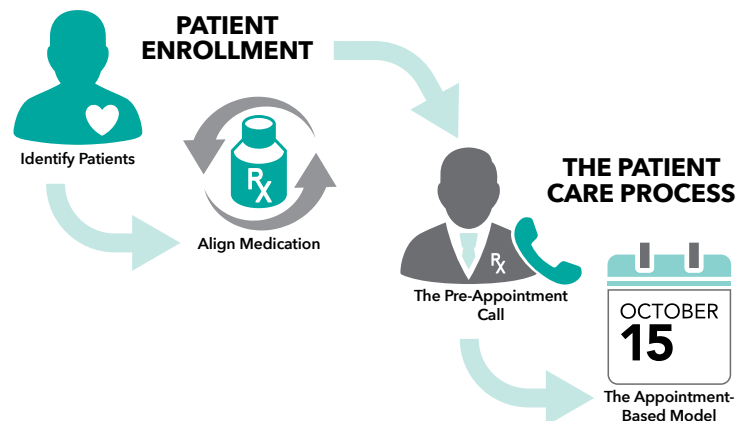 PATIENT
ENROLLMENT
Identify Patients
Rx
Align Medication
THE PATIENT
CARE PROCESS
Rx
The Pre-Appointment
Call
OCTOBER
15
The Appointment-
Based Model